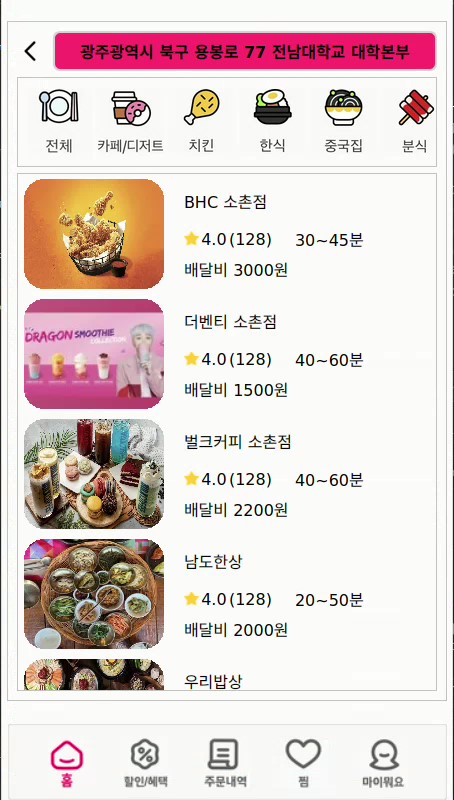 광주광역시 북구 용봉로 77 전남대학교 대학본부
전체 카페/디저트 치킨 한식 중국집 분식
BHC 소촌점
4.0(128) 30~45분
배달비 3000원
DRAGON SMOOTHIE
COLLECTION
더벤티 소촌점
4.0(128) 40~60분
배달비 1500원
벌크커피 소촌점
4.0(128) 40~60분
배달비 2200원
남도한상
4.0(128) 20~50분
배달비 2000원
우리밥상
홈 할인/혜택 주문내역 찜 마이뭐요